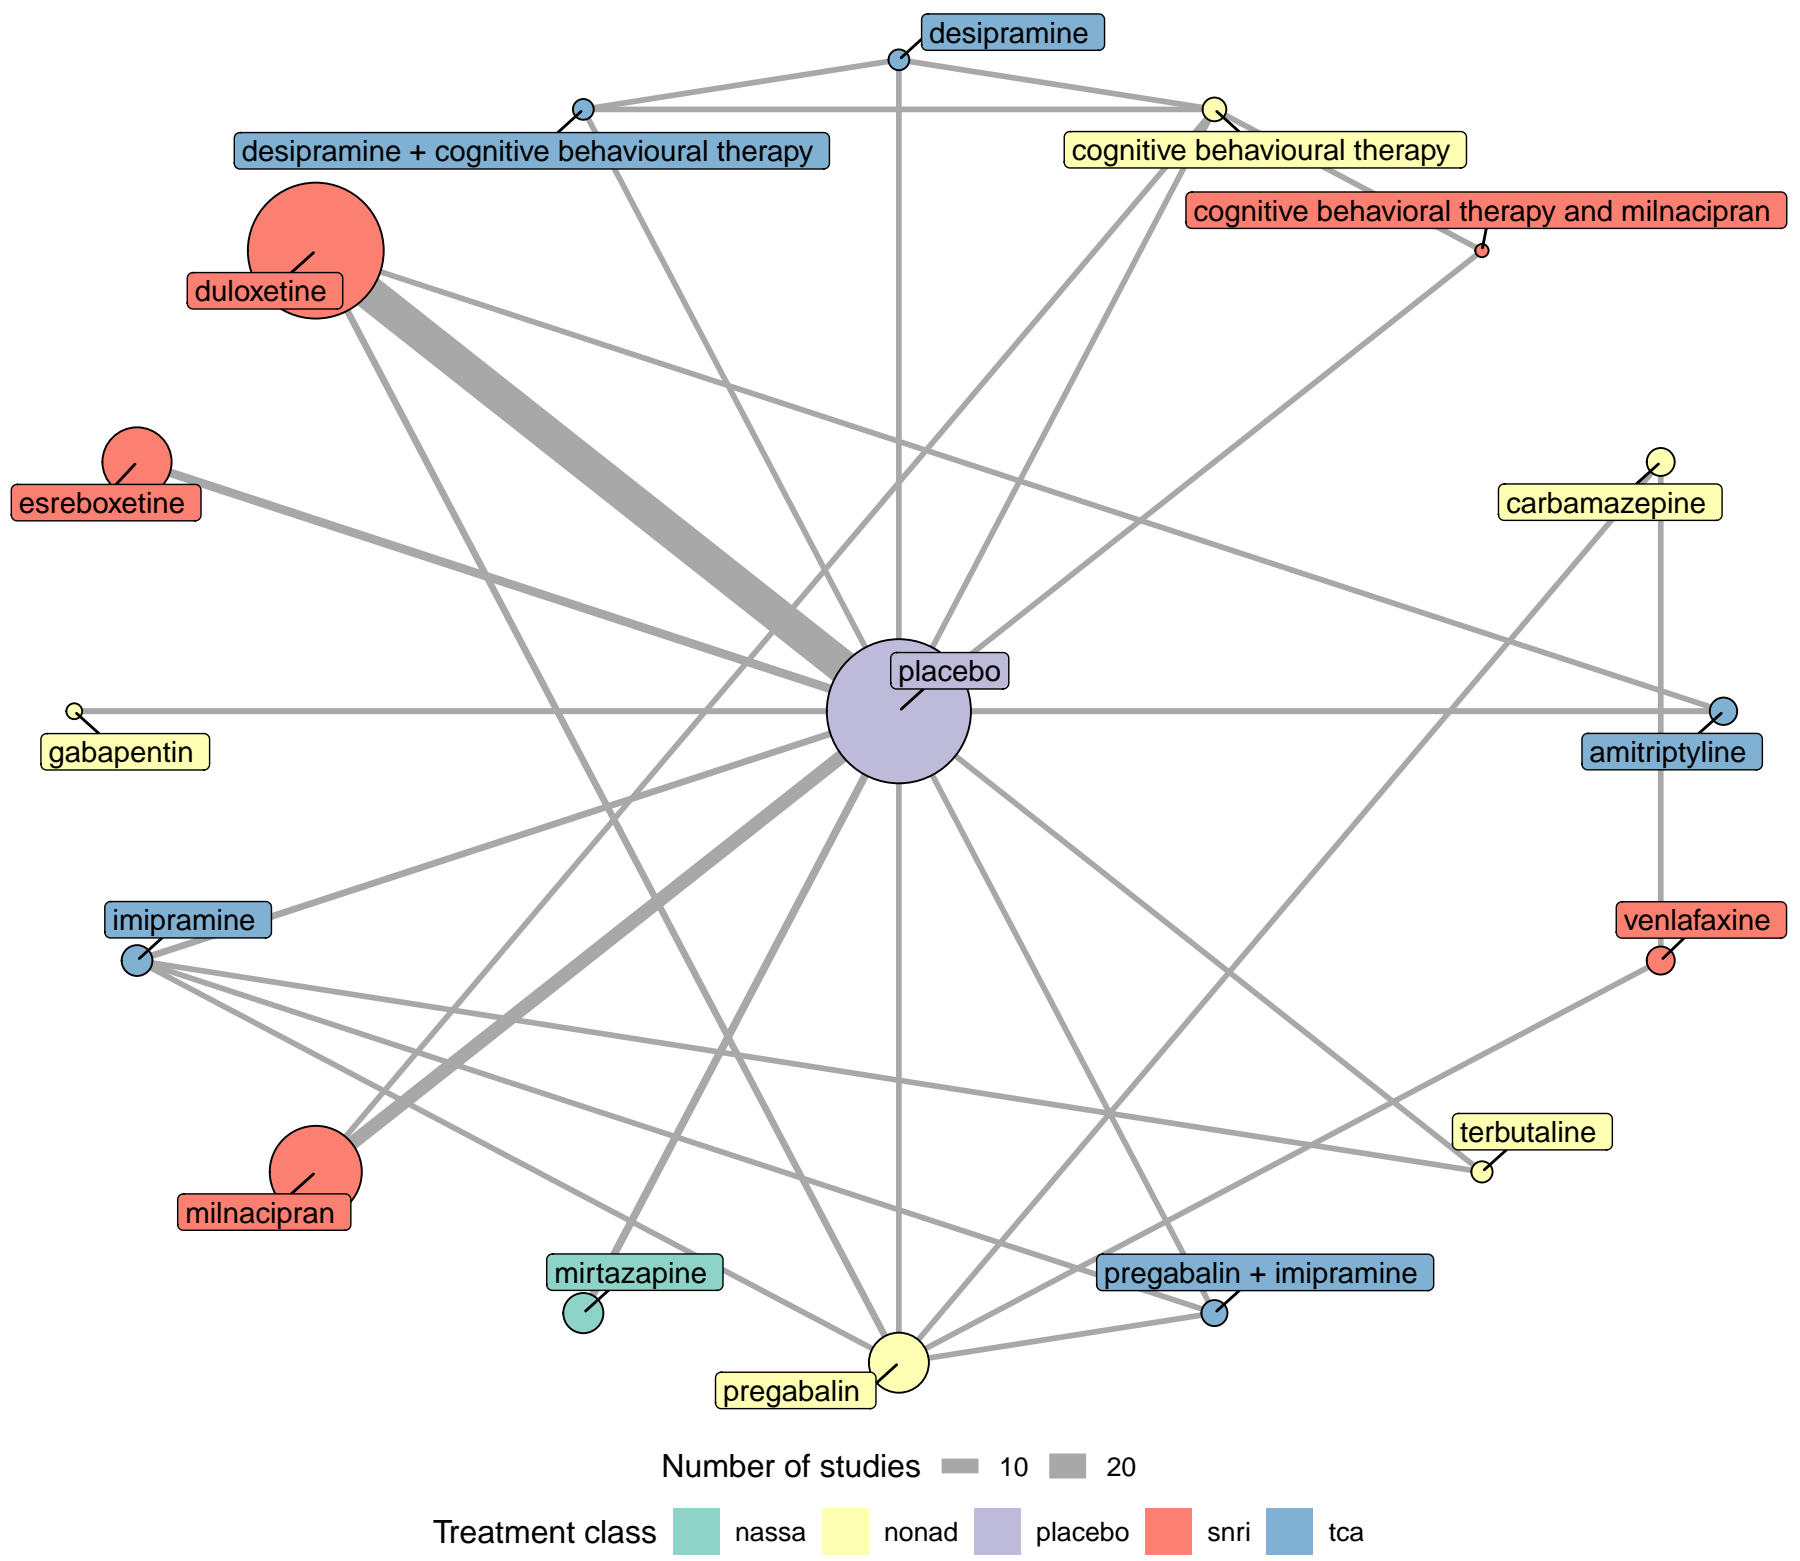 desipramine
desipramine + cognitive behavioural therapy
cognitive behavioural therapy
cognitive behavioral therapy and milnacipran
duloxetine
esreboxetine
carbamazepine
placebo
gabapentin
amitriptyline
imipramine
venlafaxine
terbutaline
milnacipran
mirtazapine
pregabalin + imipramine
pregabalin
Number of studies 10 20
Treatment class nassa nonad placebo snri tca